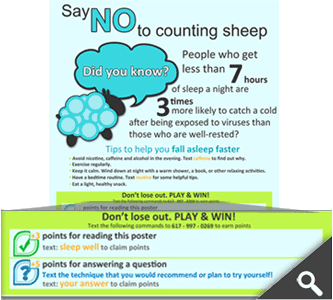 Say NO to counting sheep
Did you know?
People who get
less than 7 hours
of sleep a night are
3 times
more likely to catch a cold
after being exposed to viruses than
those who are well-rested?
Tips to help you fall asleep faster
- Avoid nicotine, caffeine and alcohol in the evening. Text caffeine to find out why.
- Exercise regularly.
- Keep it calm. Wind down at night with a warm shower, a book, or other relaxing activities.
- Have a bedtime routine. Text routine for some helpful tips.
- Eat a light, healthy snack.
Don't lose out. PLAY & WIN!
Text the following commands to 617 - 997 - 0269 to earn points
points for reading this poster
Don't lose out. PLAY & WIN!
Text the following commands to 617 - 997 - 0269 to earn points
+3 points for reading this poster
text: sleep well to claim points
+5 points for answering a question
Text the technique that you would recommend or plan to try yourself!
text: your answer to claim points